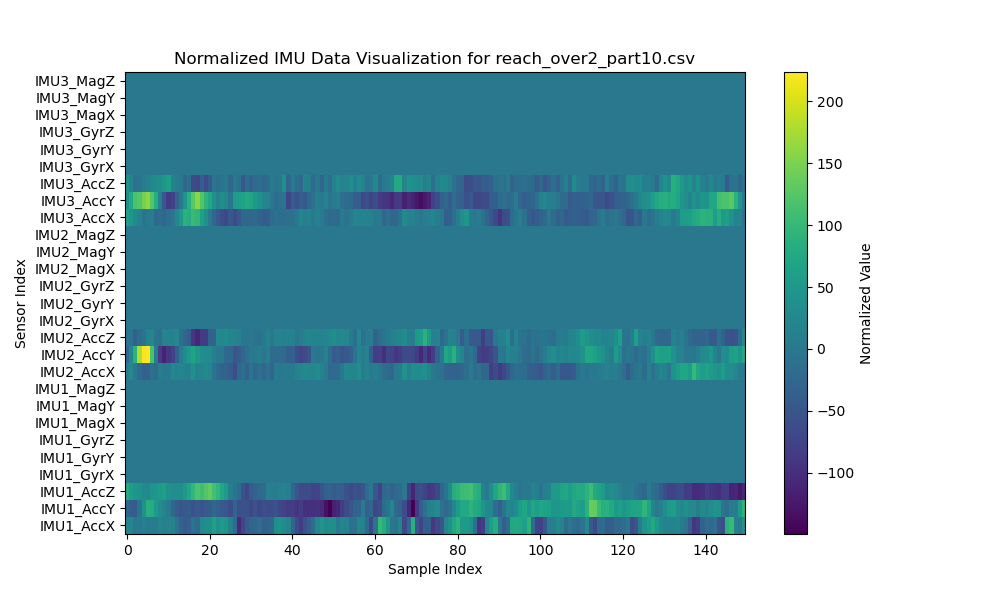 Normalized IMU Data Visualization for reach_over2_part10.csv
IMU3_MagZ
IMU3_MagY
IMU3_MagX
IMU3_GyrZ
IMU3_GyrY
IMU3_GyrX
IMU3_AccZ
IMU3_AccY
IMU3_AccX
IMU2_MagZ
IMU2_MagY
IMU2_MagX
IMU2_GyrZ
IMU2_GyrY
IMU2_GyrX
IMU2_AccZ
IMU2_AccY
IMU2_AccX
IMU1_MagZ
IMU1_MagY
IMU1_MagX
IMU1_GyrZ
IMU1_GyrY
IMU1_GyrX
IMU1_AccZ
IMU1_AccY
IMU1_AccX
Sensor Index
0 20 40 60 80 100 120 140
Sample Index
200
150
100
50
0
−50
−100
Normalized Value